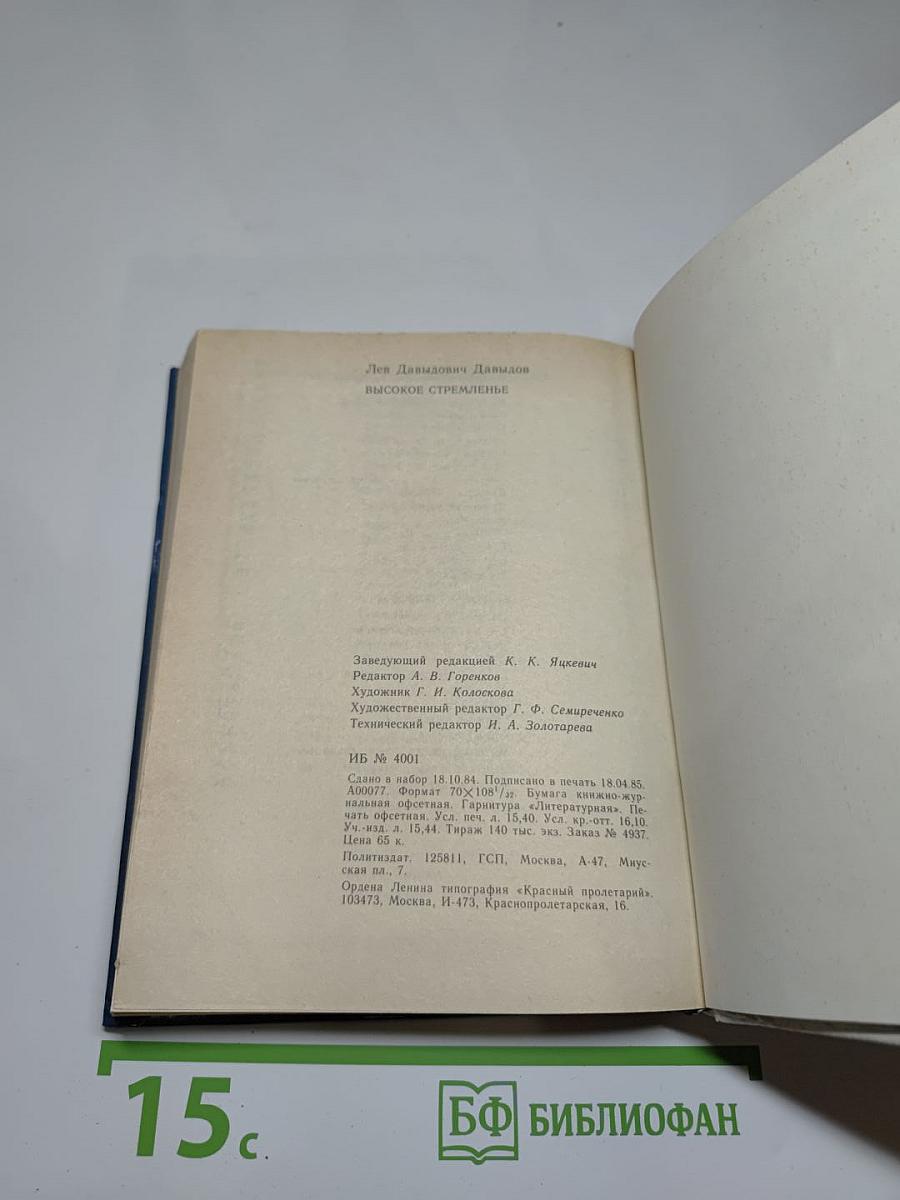 Лев Давыдович Давыдов
ВЫСОКОЕ СТРЕМЛЕНЬЕ
Заведующий редакцией К. К. Яцкевич
Редактор А. В. Горенков
Художник Г. И. Колоскова
Художественный редактор Г. Ф. Семиреченко
Технический редактор И. А. Золотарева
ИБ № 4001
Сдано в набор 18.10.84. Подписано в печать 18.04.85.
А00077. Формат 70×108¹/₃₂. Бумага книжно-жур-
нальная офсетная. Гарнитура «Литературная». Пе-
чать офсетная. Усл. печ. л. 15,40. Усл. кр.-отт. 16,10.
Уч.-изд. л. 15,44. Тираж 140 тыс. экз. Заказ № 4937.
Цена 65 к.
Политиздат. 125811, ГСП, Москва, А-47, Миус-
ская пл., 7.
Ордена Ленина типография «Красный пролетарий».
103473, Москва, И-473, Краснопролетарская, 16.
15 с
БФ БИБЛИОФАН